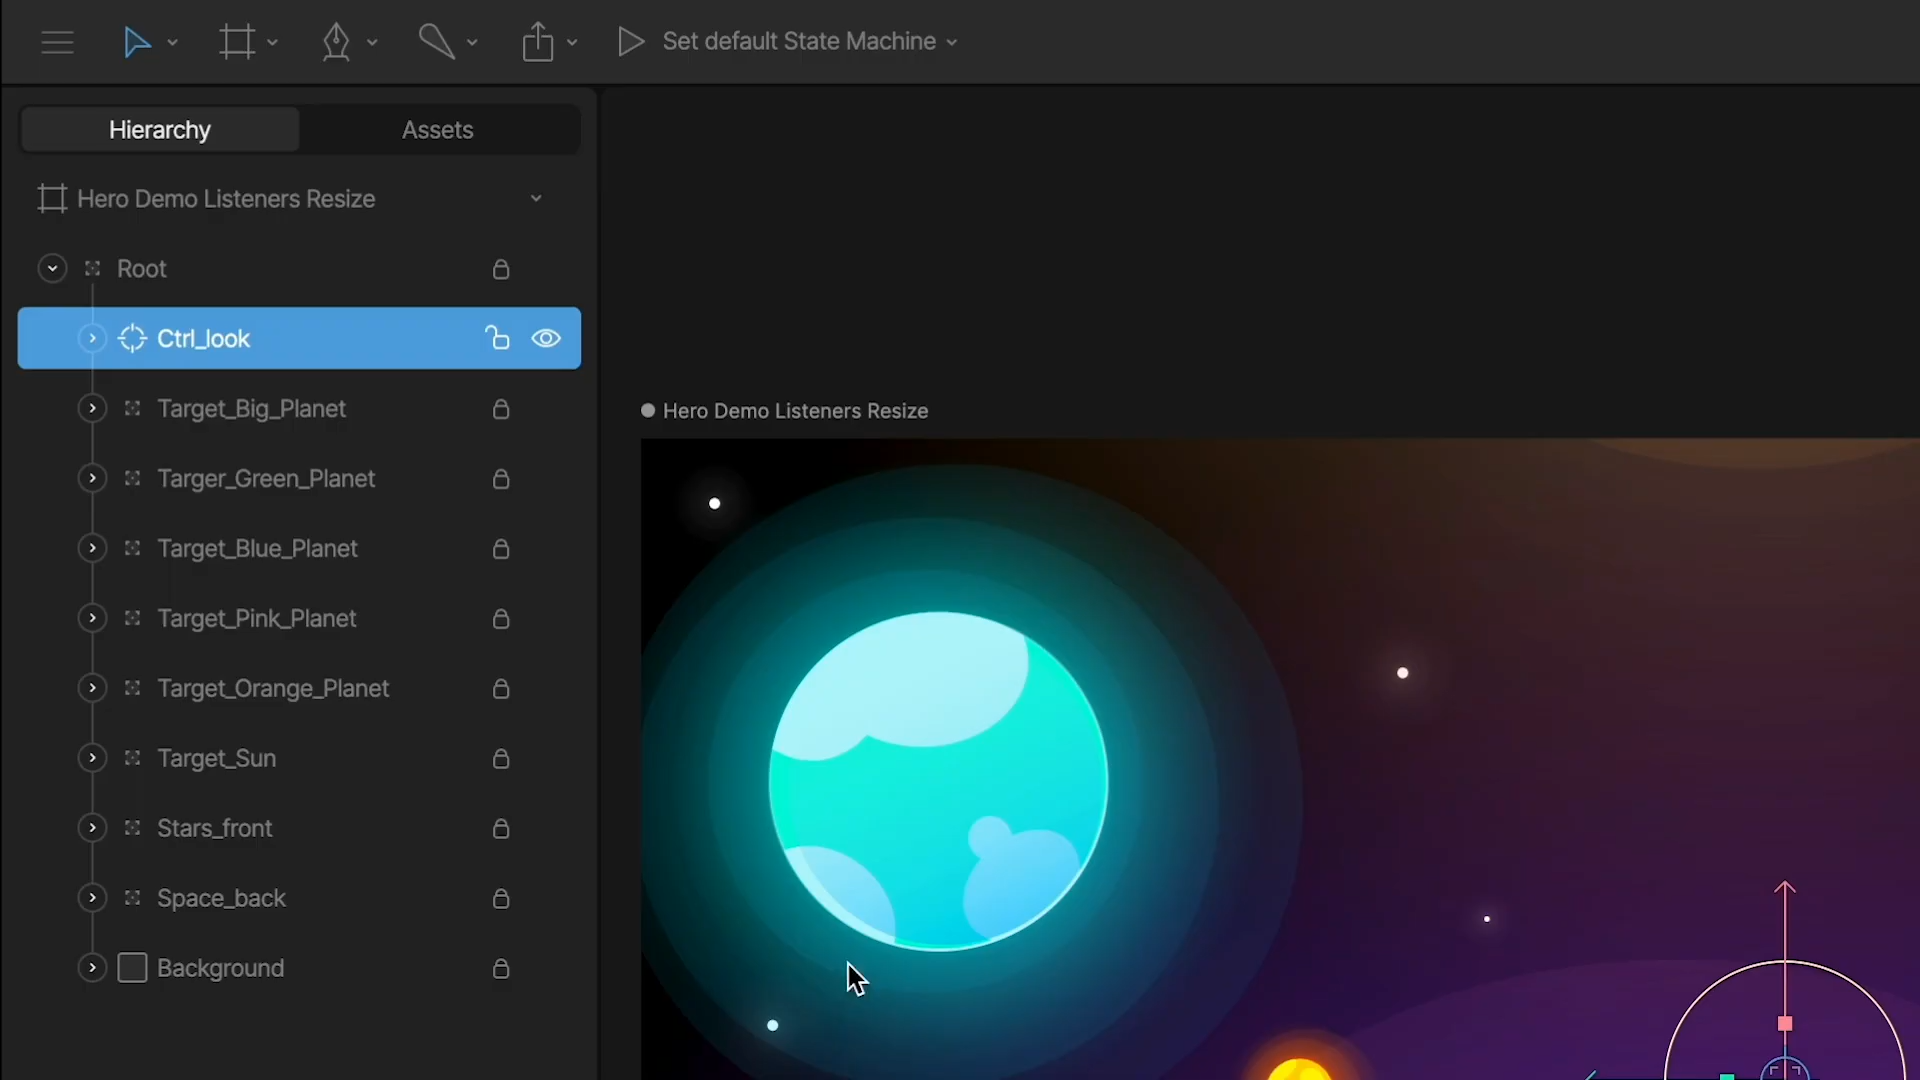 Set default State Machine
Hierarchy
Assets
Hero Demo Listeners Resize
Root
Ctrl_look
Target_Big_Planet
Targer_Green_Planet
Target_Blue_Planet
Target_Pink_Planet
Target_Orange_Planet
Target_Sun
Stars_front
Space_back
Background
Hero Demo Listeners Resize